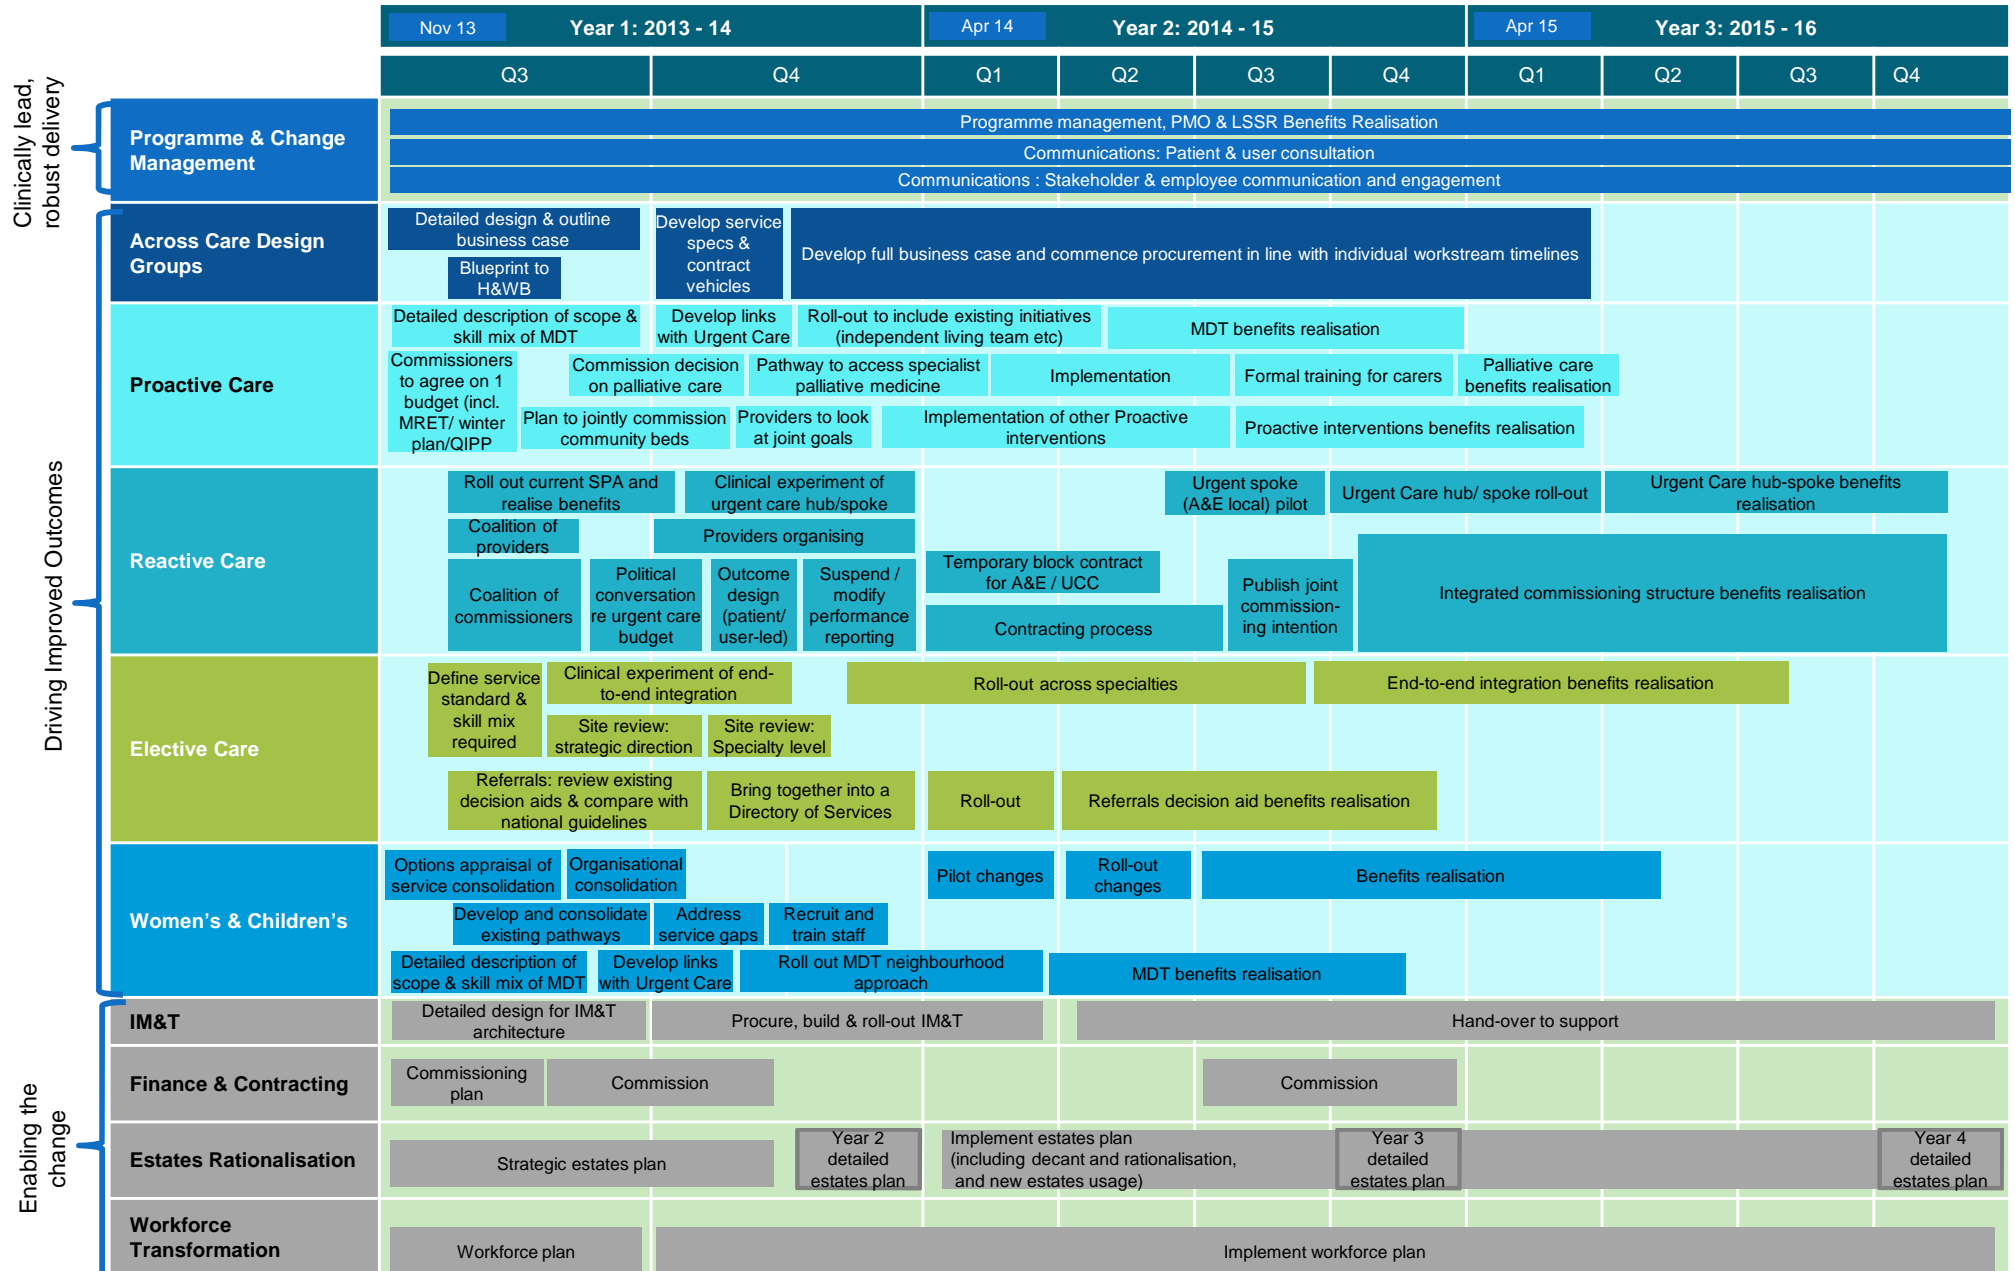 Nov 13
Year 1: 2013 - 14
Apr 14
Year 2: 2014 - 15
Apr 15
Year 3: 2015 - 16
Q3
Q4
Q1
Q2
Q3
Q4
Q1
Q2
Q3
Q4
Clinically lead,
robust delivery
Programme & Change
Management
Programme management, PMO & LSSR Benefits Realisation
Communications: Patient & user consultation
Communications : Stakeholder & employee communication and engagement
Driving Improved Outcomes
Across Care Design
Groups
Detailed design & outline
business case
Blueprint to
H&WB
Develop service
specs &
contract
vehicles
Develop full business case and commence procurement in line with individual workstream timelines
Proactive Care
Detailed description of scope &
skill mix of MDT
Develop links
with Urgent Care
Roll-out to include existing initiatives
(independent living team etc)
MDT benefits realisation
Commissioners
to agree on 1
budget (incl.
MRET/ winter
plan/QIPP
Commission decision
on palliative care
Pathway to access specialist
palliative medicine
Implementation
Formal training for carers
Palliative care
benefits realisation
Plan to jointly commission
community beds
Providers to look
at joint goals
Implementation of other Proactive
interventions
Proactive interventions benefits realisation
Reactive Care
Roll out current SPA and
realise benefits
Clinical experiment of
urgent care hub/spoke
Urgent spoke
(A&E local) pilot
Urgent Care hub/ spoke roll-out
Urgent Care hub-spoke benefits
realisation
Coalition of
providers
Providers organising
Coalition of
commissioners
Political
conversation
re urgent care
budget
Outcome
design
(patient/
user-led)
Suspend /
modify
performance
reporting
Temporary block contract
for A&E / UCC
Contracting process
Publish joint
commission-
ing intention
Integrated commissioning structure benefits realisation
Elective Care
Define service
standard &
skill mix
required
Clinical experiment of end-
to-end integration
Roll-out across specialties
End-to-end integration benefits realisation
Site review:
strategic direction
Site review:
Specialty level
Referrals: review existing
decision aids & compare with
national guidelines
Bring together into a
Directory of Services
Roll-out
Referrals decision aid benefits realisation
Women's & Children's
Options appraisal of
service consolidation
Organisational
consolidation
Pilot changes
Roll-out
changes
Benefits realisation
Develop and consolidate
existing pathways
Address
service gaps
Recruit and
train staff
Detailed description of
scope & skill mix of MDT
Develop links
with Urgent Care
Roll out MDT neighbourhood
approach
MDT benefits realisation
Enabling the
change
IM&T
Detailed design for IM&T
architecture
Procure, build & roll-out IM&T
Hand-over to support
Finance & Contracting
Commissioning
plan
Commission
Commission
Estates Rationalisation
Strategic estates plan
Year 2
detailed
estates plan
Implement estates plan
(including decant and rationalisation,
and new estates usage)
Year 3
detailed
estates plan
Year 4
detailed
estates plan
Workforce
Transformation
Workforce plan
Implement workforce plan